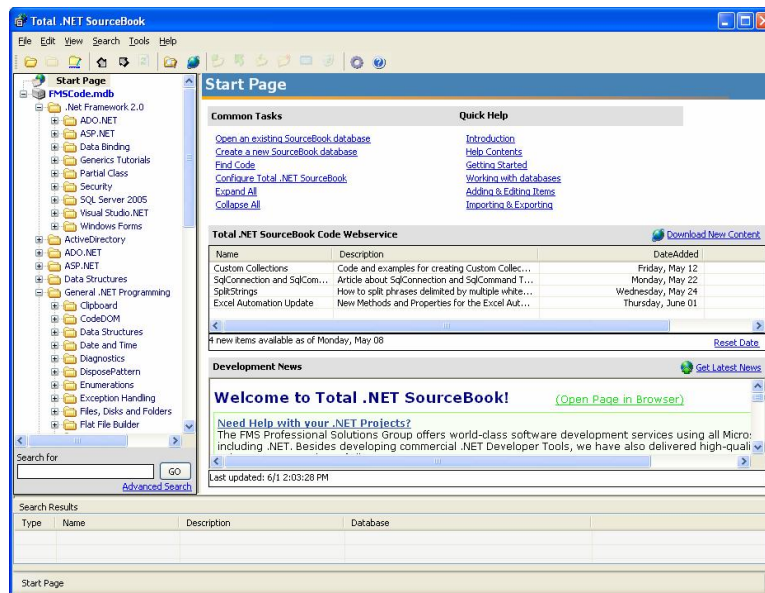 Total .NET SourceBook
File Edit View Search Tools Help
Start Page
FMSCode.mdb
.Net Framework 2.0
ADO.NET
ASP.NET
Data Binding
Generics Tutorials
Partial Class
Security
SQL Server 2005
Visual Studio.NET
Windows Forms
ActiveDirectory
ADO.NET
ASP.NET
Data Structures
General .NET Programming
Clipboard
CodeDOM
Data Structures
Date and Time
Diagnostics
DisposePattern
Enumerations
Exception Handling
Files, Disks and Folders
Flat File Builder
Search for
GO
Advanced Search
Start Page
Common Tasks Quick Help
Open an existing SourceBook database Introduction
Create a new SourceBook database Help Contents
Find Code Getting Started
Configure Total .NET SourceBook Working with databases
Expand All Adding & Editing Items
Collapse All Importing & Exporting
Total .NET SourceBook Code Webservice Download New Content
Name Description DateAdded
Custom Collections Code and examples for creating Custom Collec... Friday, May 12
SqlConnection and SqlCom... Article about SqlConnection and SqlCommand T... Monday, May 22
SplitStrings How to split phrases delimited by multiple white... Wednesday, May 24
Excel Automation Update New Methods and Properties for the Excel Aut... Thursday, June 01
4 new items available as of Monday, May 08 Reset Date
Development News Get Latest News
Welcome to Total .NET SourceBook! (Open Page in Browser)
Need Help with your .NET Projects?
The FMS Professional Solutions Group offers world-class software development services using all Micro
including .NET. Besides developing commercial .NET Developer Tools, we have also delivered high-quali
Last updated: 6/1 2:03:28 PM
Search Results
Type Name Description Database
Start Page